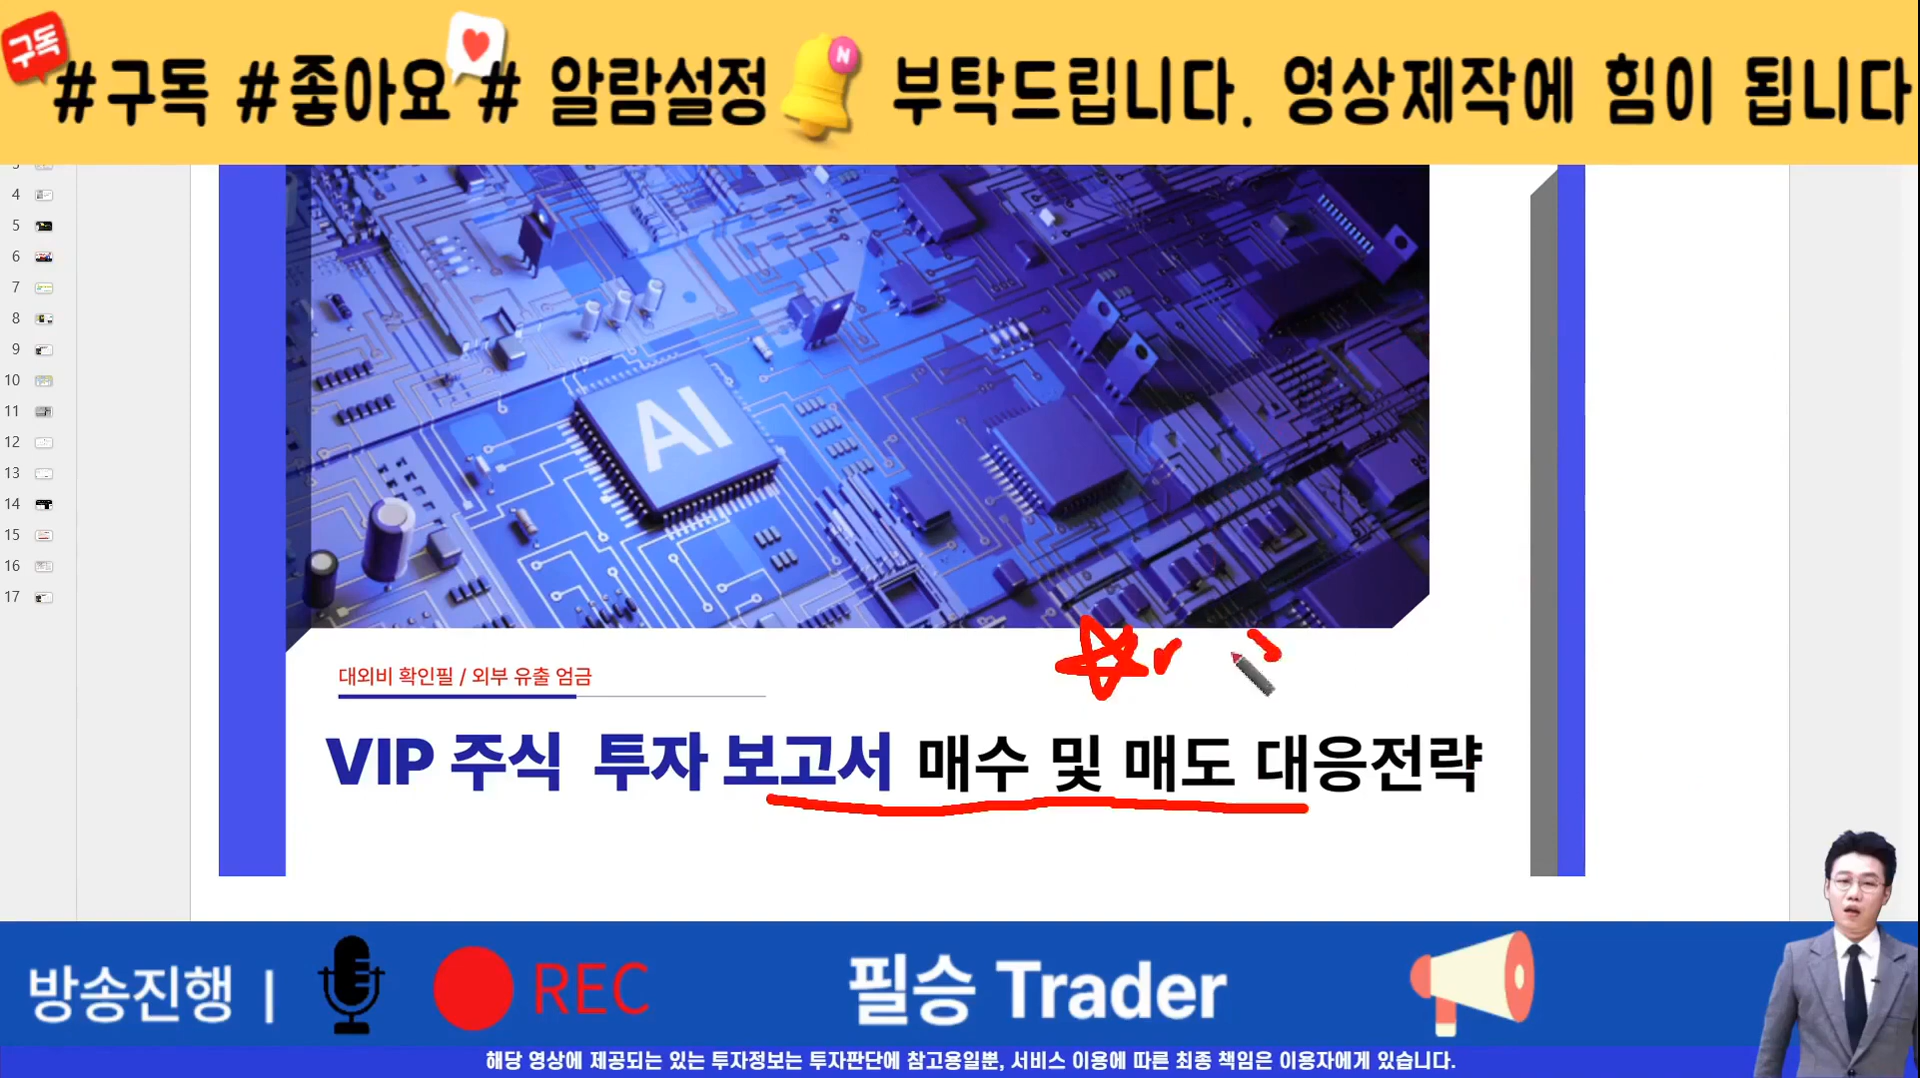 구독
#구독 #좋아요 # 알람설정 N 부탁드립니다. 영상제작에 힘이 됩니다
4
5
6
7
8
9
10
11
12
13
14
15
16
17
AI
대외비 확인필 / 외부 유출 엄금
VIP 주식 투자 보고서 매수 및 매도 대응전략
방송진행 | REC 필승 Trader
해당 영상에 제공되는 있는 투자정보는 투자판단에 참고용일뿐, 서비스 이용에 따른 최종 책임은 이용자에게 있습니다.